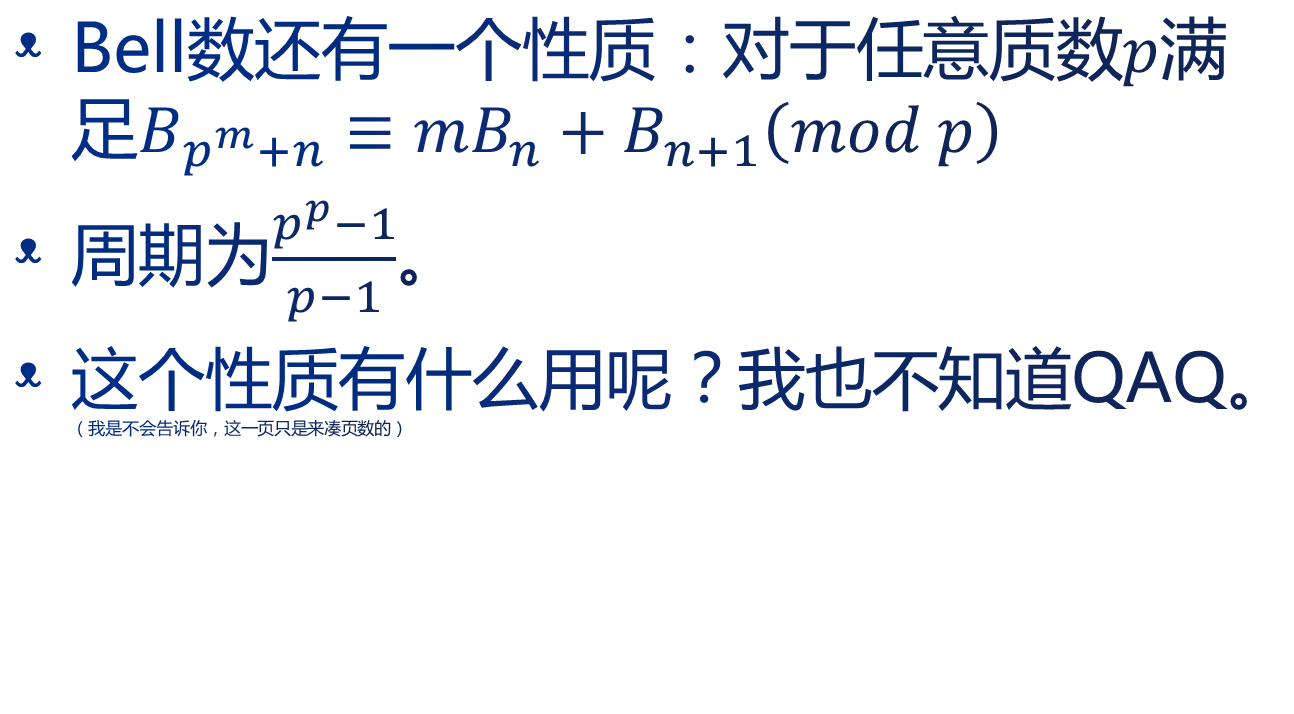 Bell数还有一个性质：对于任意质数𝑝满
足𝐵_{𝑝^𝑚+𝑛} ≡ 𝑚𝐵_𝑛 + 𝐵_{𝑛+1}(𝑚𝑜𝑑 𝑝)
周期为\frac{𝑝^𝑝−1}{𝑝−1}。
这个性质有什么用呢？我也不知道QAQ。
（我是不会告诉你，这一页只是来凑页数的）